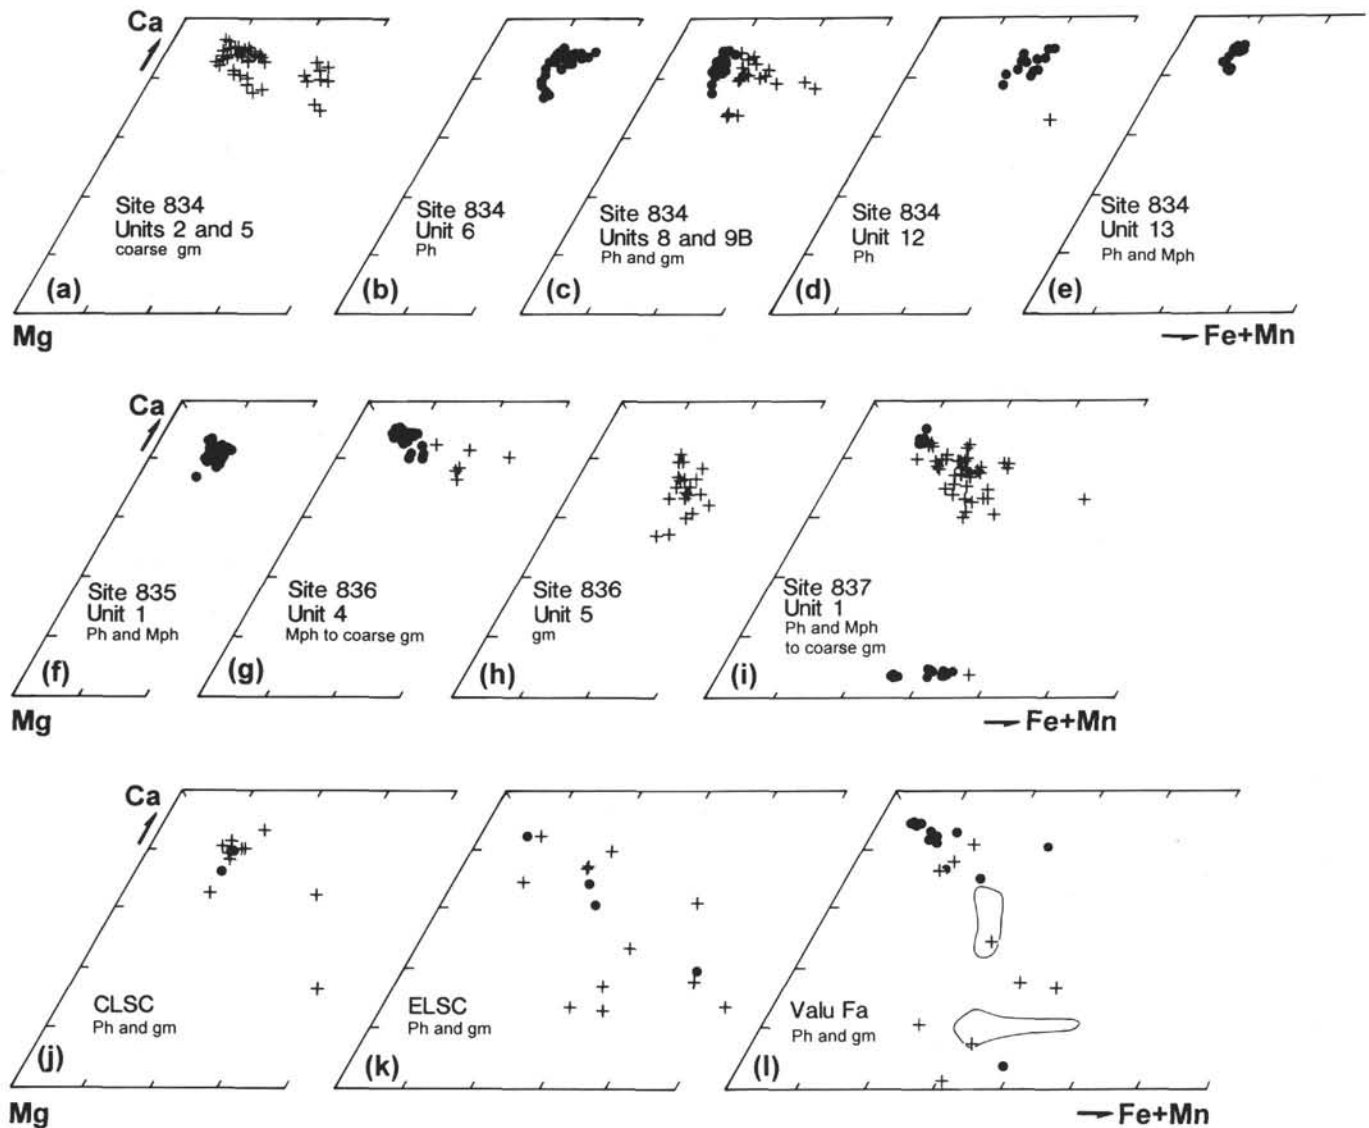 Ca
Site 834
Units 2 and 5
coarse gm
(a)
Site 834
Unit 6
Ph
(b)
Site 834
Units 8 and 9B
Ph and gm
(c)
Site 834
Unit 12
Ph
(d)
Site 834
Unit 13
Ph and Mph
(e)
Mg
Fe+Mn
Ca
Site 835
Unit 1
Ph and Mph
(f)
Site 836
Unit 4
Mph to coarse gm
(g)
Site 836
Unit 5
gm
(h)
Site 837
Unit 1
Ph and Mph
to coarse gm
(i)
Mg
Fe+Mn
Ca
CLSC
Ph and gm
(j)
ELSC
Ph and gm
(k)
Valu Fa
Ph and gm
(l)
Mg
Fe+Mn